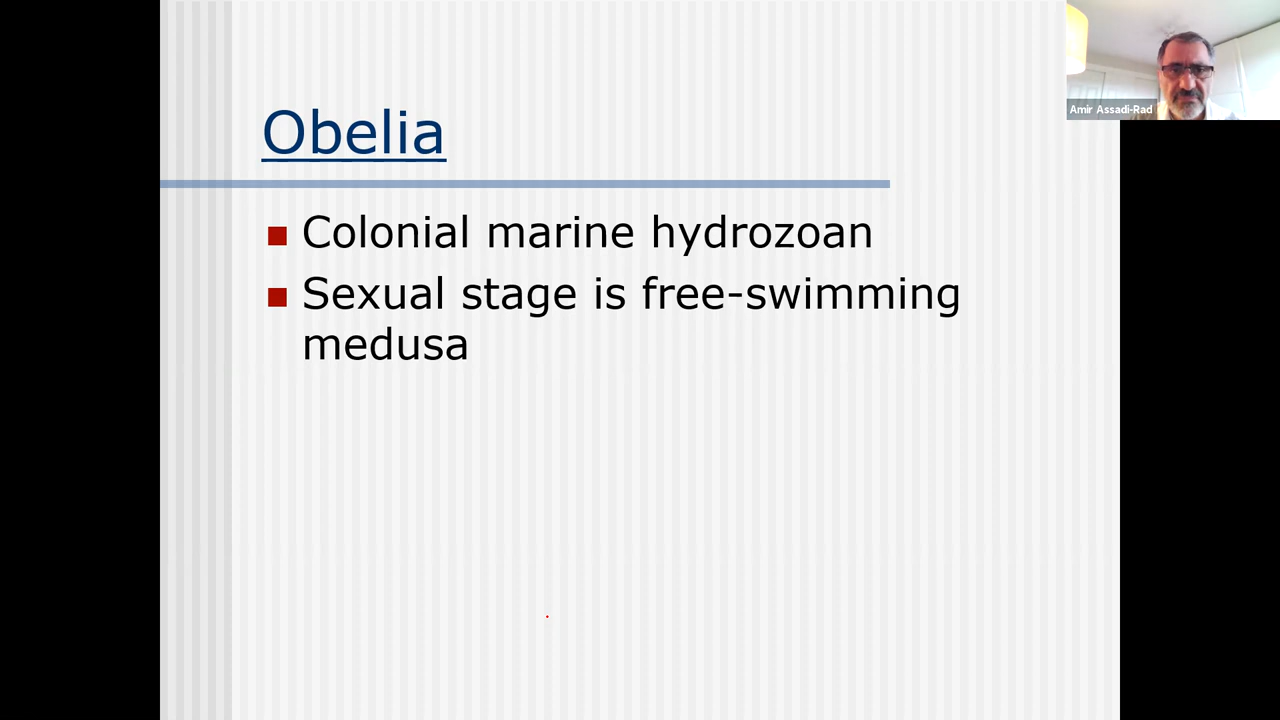 Obelia
Colonial marine hydrozoan
Sexual stage is free-swimming
medusa
Amir Assadi-Rad